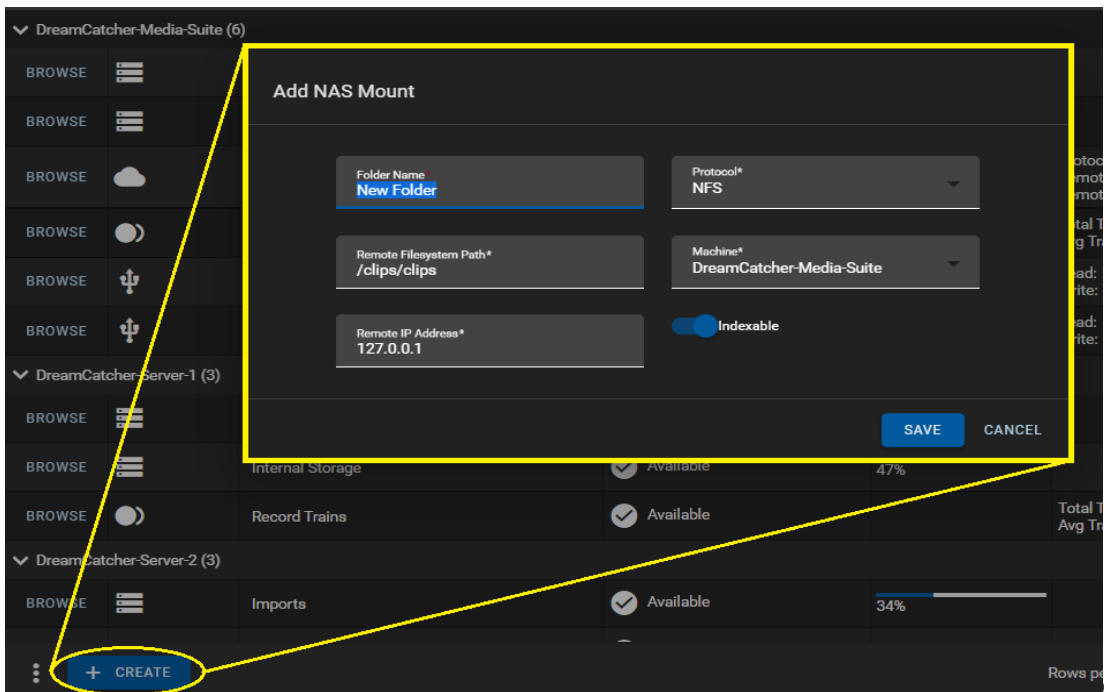 DreamCatcher-Media-Suite (6)
BROWSE
BROWSE
BROWSE
BROWSE
BROWSE
BROWSE
Add NAS Mount
Folder Name*
New Folder
Protocol*
NFS
Remote Filesystem Path*
/clips/clips
Machine*
DreamCatcher-Media-Suite
Remote IP Address*
127.0.0.1
Indexable
SAVE CANCEL
DreamCatcher-Server-1 (3)
BROWSE
BROWSE Internal Storage Available 47%
BROWSE Record Trains Available Total T
Avg Tr
DreamCatcher-Server-2 (3)
BROWSE Imports Available 34%
+ CREATE Rows pe